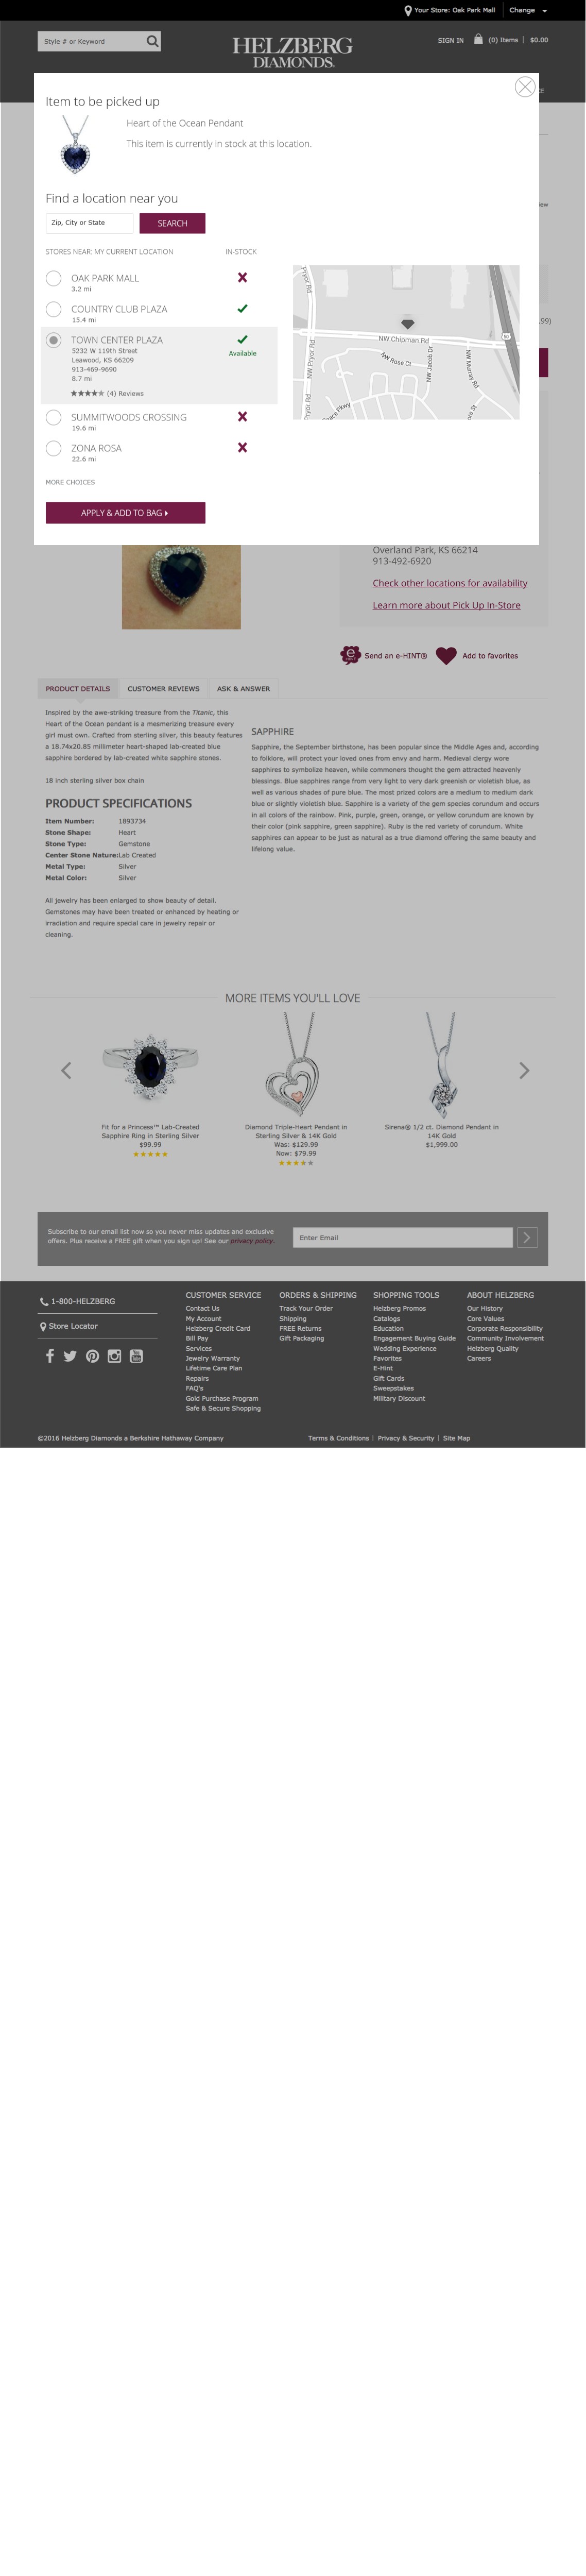 Your Store: Oak Park Mall
Change
Style # or Keyword
HELZBERG
DIAMONDS.
SIGN IN
(0) Items
$0.00
Item to be picked up
Heart of the Ocean Pendant
This item is currently in stock at this location.
Find a location near you
Zip, City or State
SEARCH
STORES NEAR: MY CURRENT LOCATION
IN-STOCK
OAK PARK MALL
3.2 mi
COUNTRY CLUB PLAZA
15.4 mi
TOWN CENTER PLAZA
5232 W 119th Street
Leawood, KS 66209
913-469-9690
8.7 mi
Available
(4) Reviews
SUMMITWOODS CROSSING
19.6 mi
ZONA ROSA
22.6 mi
MORE CHOICES
APPLY & ADD TO BAG
Pryor Rd
NW Pryor Rd
Pryor Rd
NW Chipman Rd
NW Rose Ct
NW Jacob Dr
NW Murray Rd
50
.99)
Overland Park, KS 66214
913-492-6920
Check other locations for availability
Learn more about Pick Up In-Store
Send an e-HINT®
Add to favorites
PRODUCT DETAILS
CUSTOMER REVIEWS
ASK & ANSWER
Inspired by the awe-striking treasure from the Titanic, this
Heart of the Ocean pendant is a mesmerizing treasure every
girl must own. Crafted from sterling silver, this beauty features
a 18.74x20.85 millimeter heart-shaped lab-created blue
sapphire bordered by lab-created white sapphire stones.
18 inch sterling silver box chain
PRODUCT SPECIFICATIONS
Item Number: 1893734
Stone Shape: Heart
Stone Type: Gemstone
Center Stone Nature:Lab Created
Metal Type: Silver
Metal Color: Silver
All jewelry has been enlarged to show beauty of detail.
Gemstones may have been treated or enhanced by heating or
irradiation and require special care in jewelry repair or
cleaning.
SAPPHIRE
Sapphire, the September birthstone, has been popular since the Middle Ages and, according
to folklore, will protect your loved ones from envy and harm. Medieval clergy wore
sapphires to symbolize heaven, while commoners thought the gem attracted heavenly
blessings. Blue sapphires range from very light to very dark greenish or violetish blue, as
well as various shades of pure blue. The most prized colors are a medium to medium dark
blue or slightly violetish blue. Sapphire is a variety of the gem species corundum and occurs
in all colors of the rainbow. Pink, purple, green, orange, or yellow corundum are known by
their color (pink sapphire, green sapphire). Ruby is the red variety of corundum. White
sapphires can appear to be just as natural as a true diamond offering the same beauty and
lifelong value.
MORE ITEMS YOU'LL LOVE
Fit for a Princess™ Lab-Created
Sapphire Ring in Sterling Silver
$99.99
Diamond Triple-Heart Pendant in
Sterling Silver & 14K Gold
Was: $129.99
Now: $79.99
Sirena® 1/2 ct. Diamond Pendant in
14K Gold
$1,999.00
Subscribe to our email list now so you never miss updates and exclusive
offers. Plus receive a FREE gift when you sign up! See our privacy policy.
Enter Email
1-800-HELZBERG
Store Locator
CUSTOMER SERVICE
Contact Us
My Account
Helzberg Credit Card
Bill Pay
Services
Jewelry Warranty
Lifetime Care Plan
Repairs
FAQ's
Gold Purchase Program
Safe & Secure Shopping
ORDERS & SHIPPING
Track Your Order
Shipping
FREE Returns
Gift Packaging
SHOPPING TOOLS
Helzberg Promos
Catalogs
Education
Engagement Buying Guide
Wedding Experience
Favorites
E-Hint
Gift Cards
Sweepstakes
Military Discount
ABOUT HELZBERG
Our History
Core Values
Corporate Responsibility
Community Involvement
Helzberg Quality
Careers
©2016 Helzberg Diamonds a Berkshire Hathaway Company
Terms & Conditions
Privacy & Security
Site Map